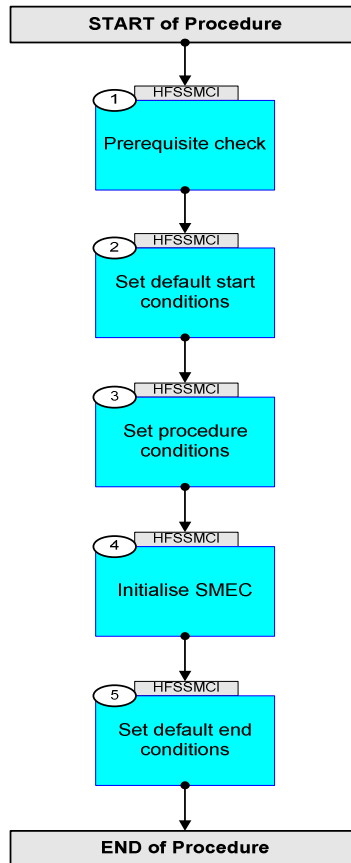 START of Procedure
HFSSMCI
1
Prerequisite check
HFSSMCI
2
Set default start
conditions
HFSSMCI
3
Set procedure
conditions
HFSSMCI
4
Initialise SMEC
HFSSMCI
5
Set default end
conditions
END of Procedure